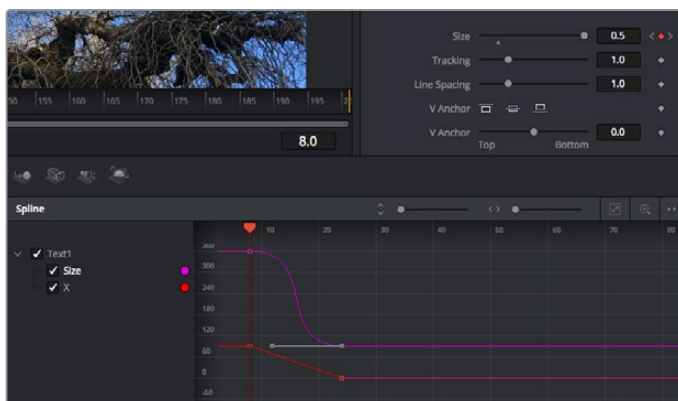 Size 0.5
Tracking 1.0
Line Spacing 1.0
V Anchor
V Anchor 0.0
Top Bottom
50 155 160 165 170 175 180 185 190 195
8.0
Spline
10 20 30 40 50 60 70 80
Text1
Size
X
300
240
180
120
60
0
-60